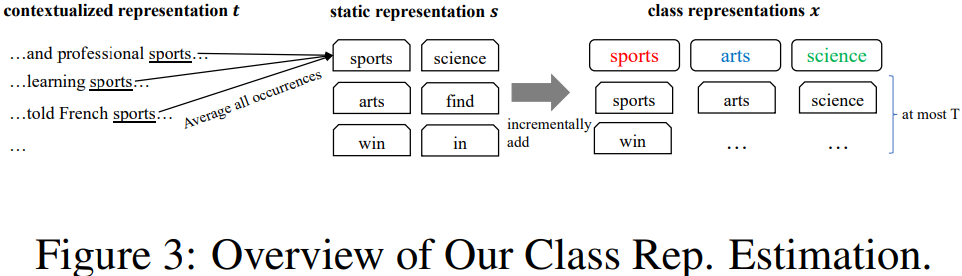 contextualized representation t
static representation s
class representations x
…and professional sports…
…learning sports…
…told French sports…
…
Average all occurrences
sports
science
arts
find
win
in
incrementally
add
sports
arts
science
sports
arts
science
win
…
…
at most T
Figure 3: Overview of Our Class Rep. Estimation.